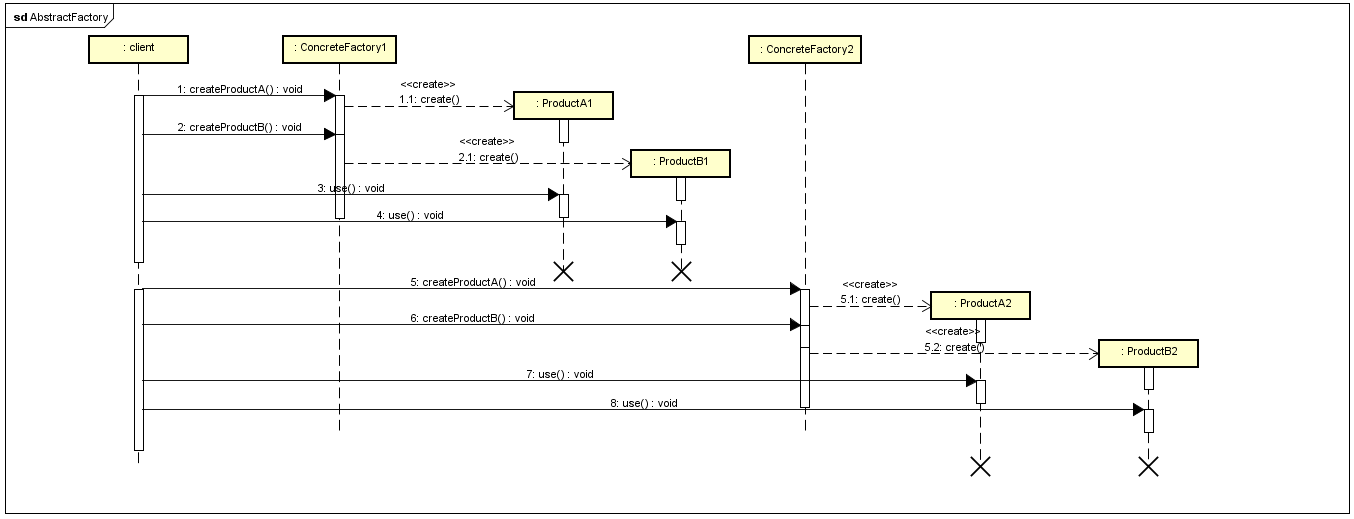 sd AbstractFactory
: client
: ConcreteFactory1
: ConcreteFactory2
1: createProductA() : void
<<create>>
1.1: create()
: ProductA1
2: createProductB() : void
<<create>>
2.1: create()
: ProductB1
3: use() : void
4: use() : void
5: createProductA() : void
<<create>>
5.1: create()
: ProductA2
6: createProductB() : void
<<create>>
5.2: create()
: ProductB2
7: use() : void
8: use() : void